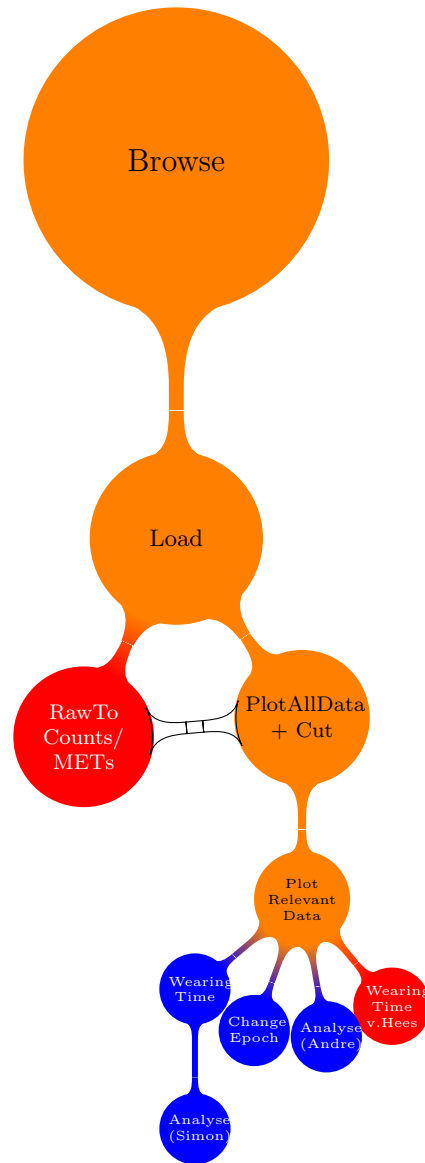 Browse
Load
RawTo
Counts/
METs
PlotAllData
+ Cut
Plot
Relevant
Data
Wearing
Time
Change
Epoch
Analyse
(Andre)
Wearing
Time
v.Hees
Analyse
(Simon)